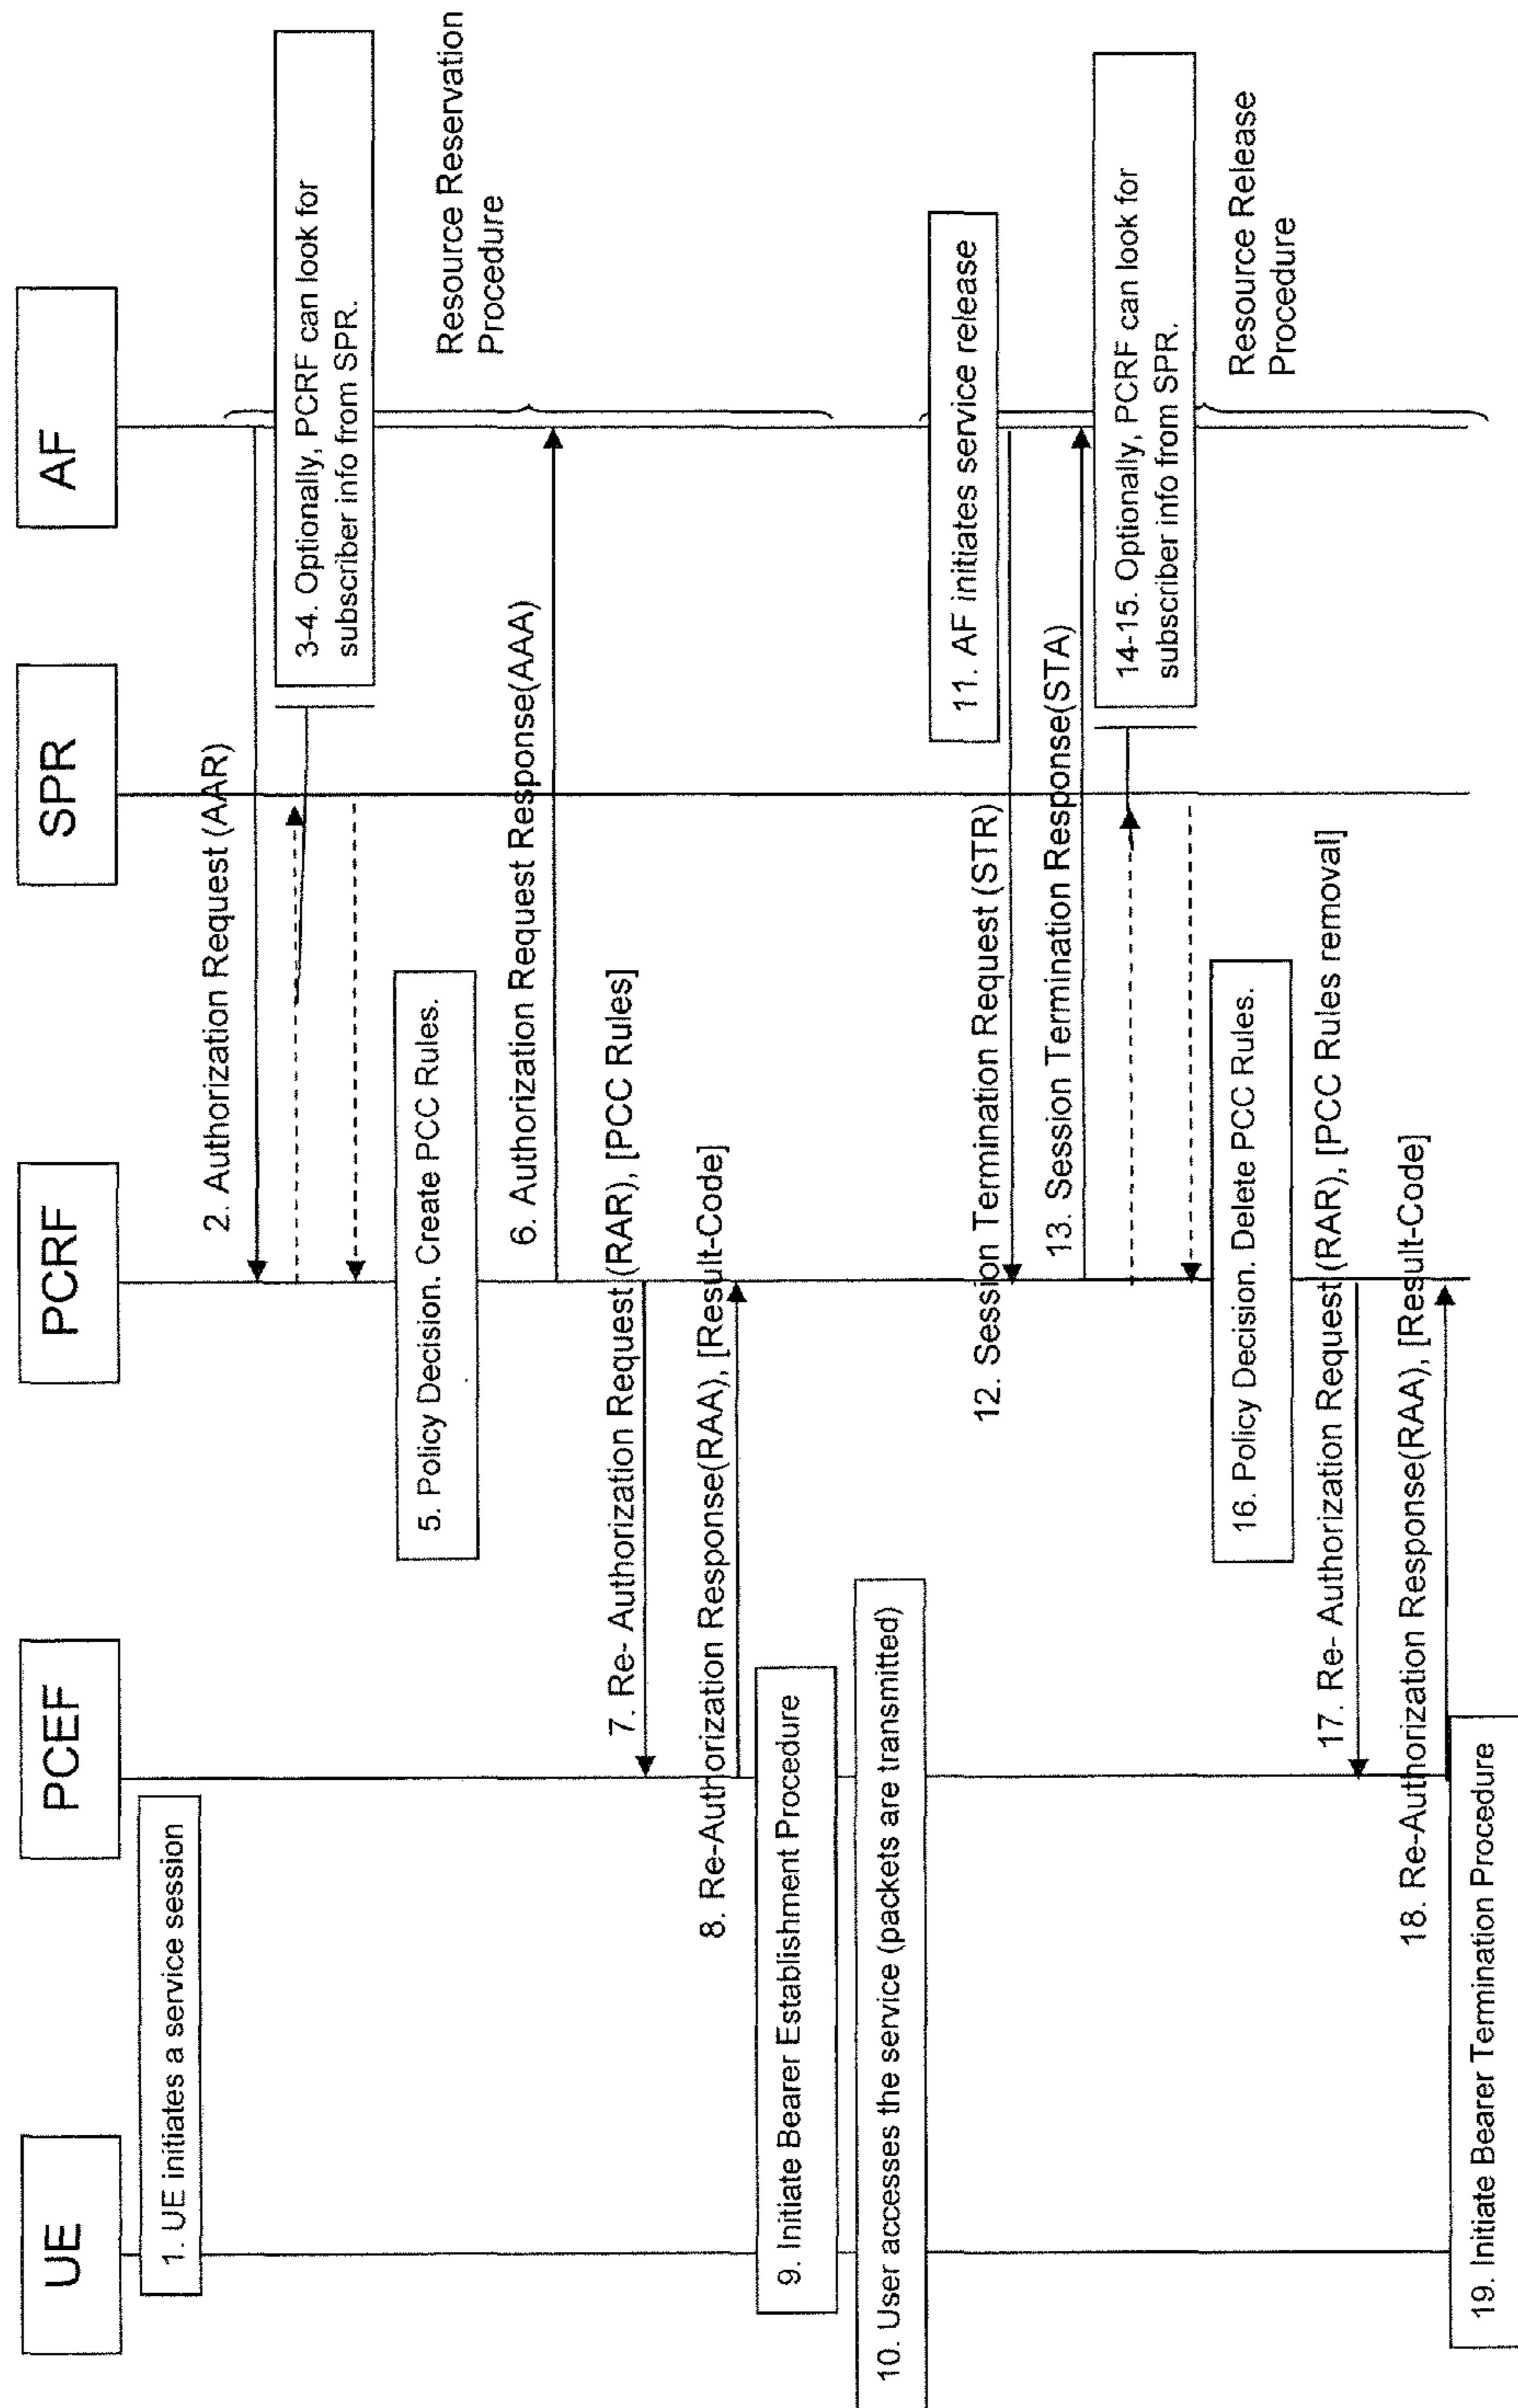 UE
PCEF
PCRF
SPR
AF
1. UE initiates a service session
2. Authorization Request (AAR)
3-4. Optionally, PCRF can look for
subscriber info from SPR.
5. Policy Decision. Create PCC Rules.
Resource Reservation
Procedure
6. Authorization Request Response(AAA)
7. Re- Authorization Request (RAR), [PCC Rules]
8. Re-Authorization Response(RAA), [Result-Code]
9. Initiate Bearer Establishment Procedure
10. User accesses the service (packets are transmitted)
11. AF initiates service release
12. Session Termination Request (STR)
13. Session Termination Response(STA)
14-15. Optionally, PCRF can look for
subscriber info from SPR.
16. Policy Decision. Delete PCC Rules.
Resource Release
Procedure
17. Re- Authorization Request (RAR), [PCC Rules removal]
18. Re-Authorization Response(RAA), [Result-Code]
19. Initiate Bearer Termination Procedure